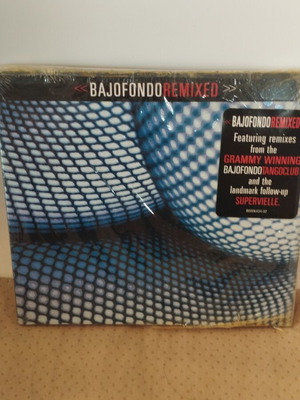 <<BAJOFONDOREMIXED>>
BAJOFONDOREMIXED
Featuring remixes
from the
GRAMMY WINNING
BAJOFONDOTANGOCLUB
and the
landmark follow-up
SUPERVIELLE.